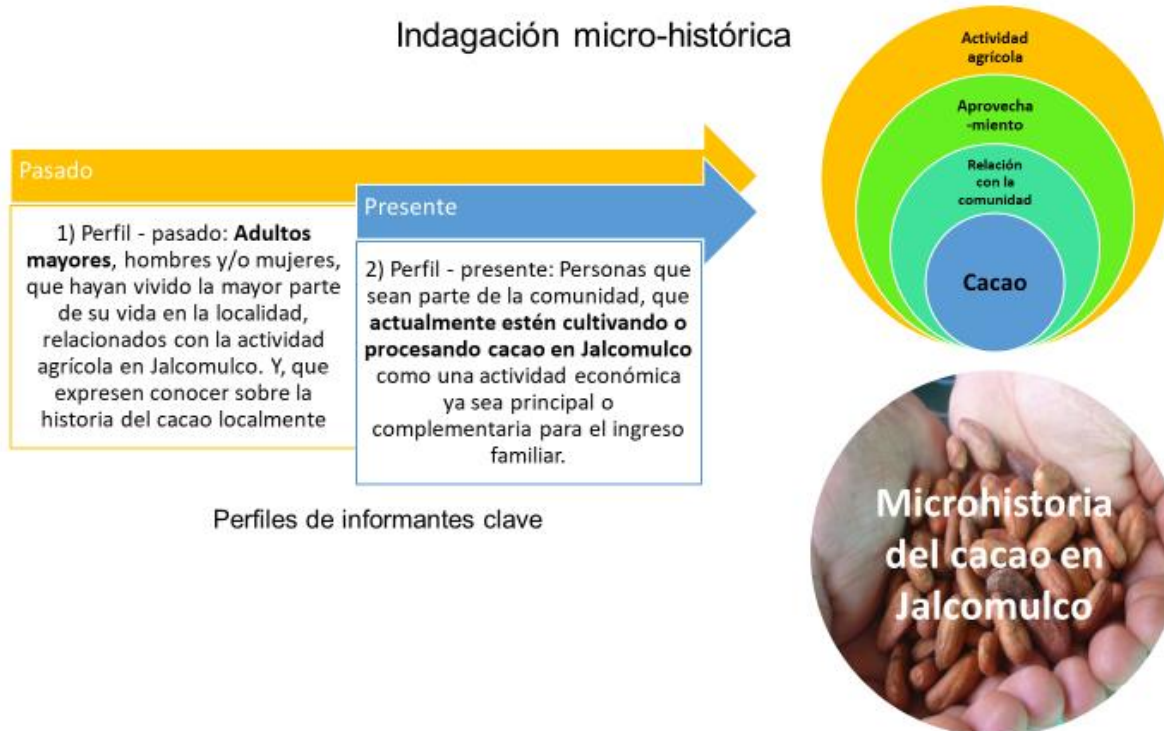 Indagación micro-histórica
Pasado
1) Perfil - pasado: Adultos
mayores, hombres y/o mujeres,
que hayan vivido la mayor parte
de su vida en la localidad,
relacionados con la actividad
agrícola en Jalcomulco. Y, que
expresen conocer sobre la
historia del cacao localmente
Presente
2) Perfil - presente: Personas que
sean parte de la comunidad, que
actualmente estén cultivando o
procesando cacao en Jalcomulco
como una actividad económica
ya sea principal o
complementaria para el ingreso
familiar.
Perfiles de informantes clave
Actividad
agrícola
Aprovecha
-miento
Relación
con la
comunidad
Cacao
Microhistoria
del cacao en
Jalcomulco